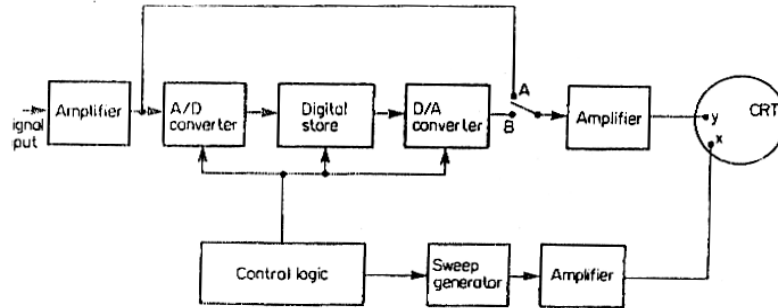 Amplifier
A/D
converter
Digital
store
D/A
converter
A
B
Amplifier
CRT
y
x
ignal
put
Control logic
Sweep
generator
Amplifier